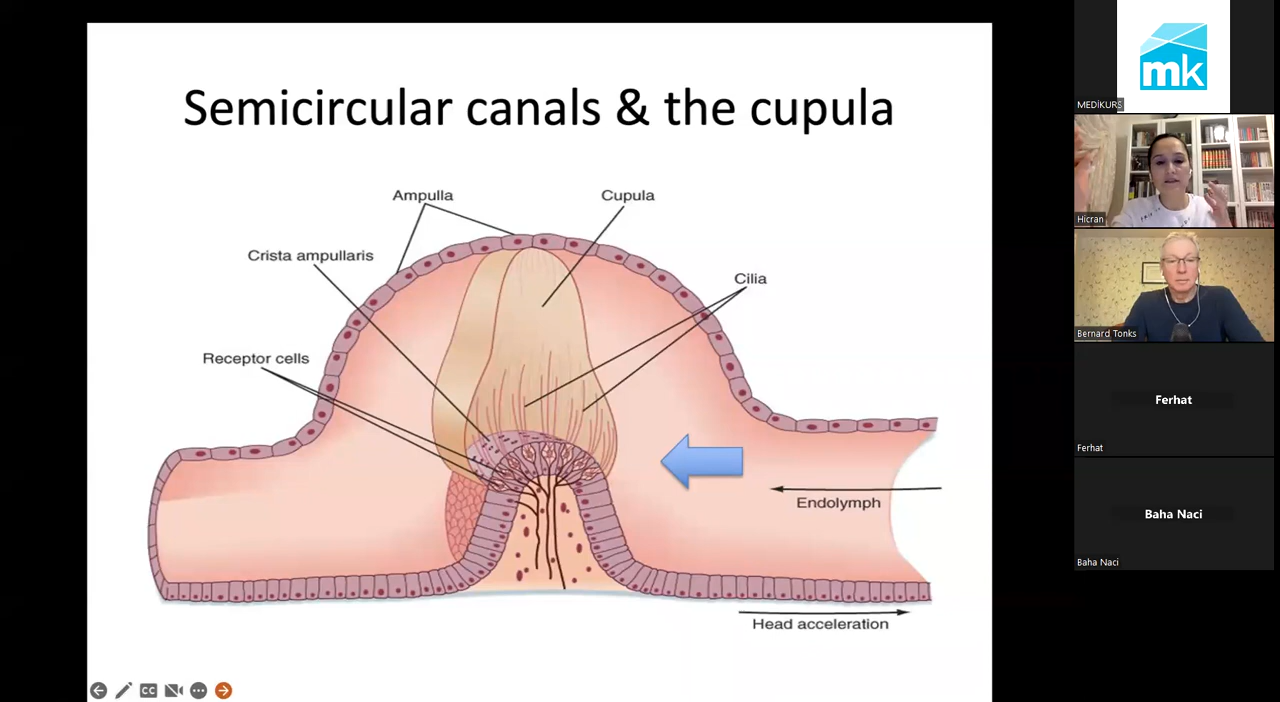 Semicircular canals & the cupula
Ampulla
Cupula
Crista ampullaris
Cilia
Receptor cells
Endolymph
Head acceleration
CC
mk
MEDİKURS
Hicran
Bernard Tonks
Ferhat
Ferhat
Baha Naci
Baha Naci